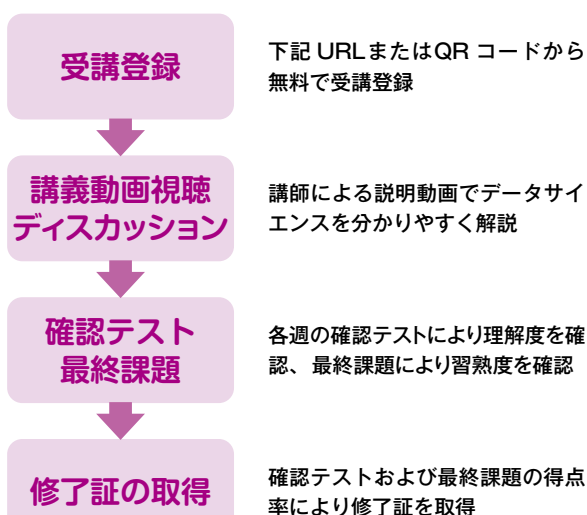 受講登録
下記 URLまたはQR コードから
無料で受講登録
講義動画視聴
ディスカッション
講師による説明動画でデータサイ
エンスを分かりやすく解説
確認テスト
最終課題
各週の確認テストにより理解度を確
認、最終課題により習熟度を確認
修了証の取得
確認テストおよび最終課題の得点
率により修了証を取得